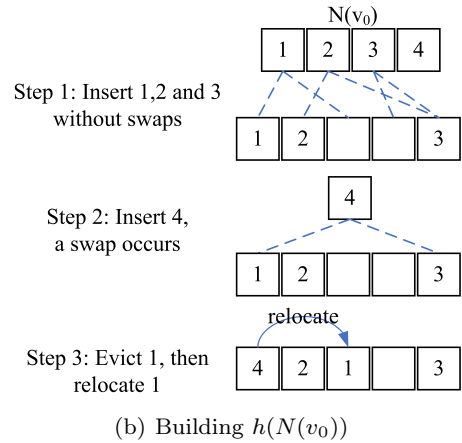 N(v₀)
1 2 3 4
Step 1: Insert 1,2 and 3
without swaps
1 2 3
4
Step 2: Insert 4,
a swap occurs
1 2 3
relocate
Step 3: Evict 1, then
relocate 1
4 2 1 3
(b) Building h(N(v₀))